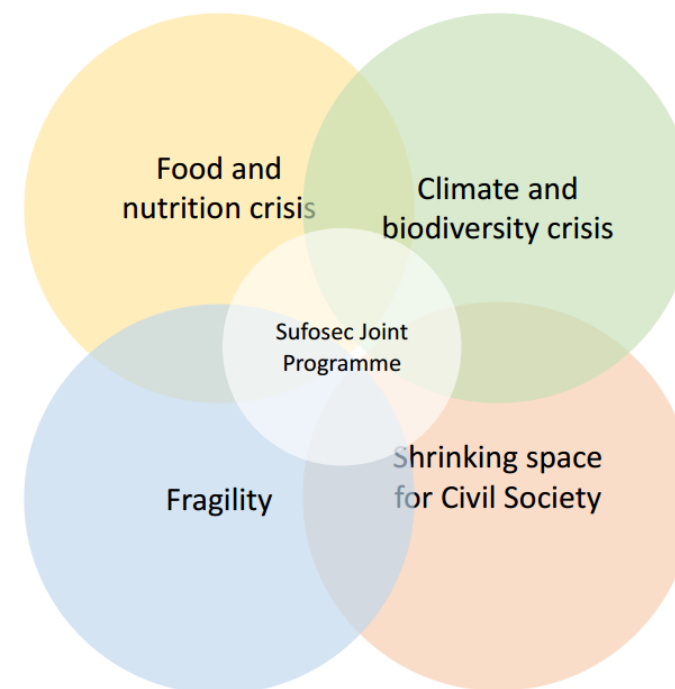 Food and
nutrition crisis
Climate and
biodiversity crisis
Sufosec Joint
Programme
Fragility
Shrinking space
for Civil Society